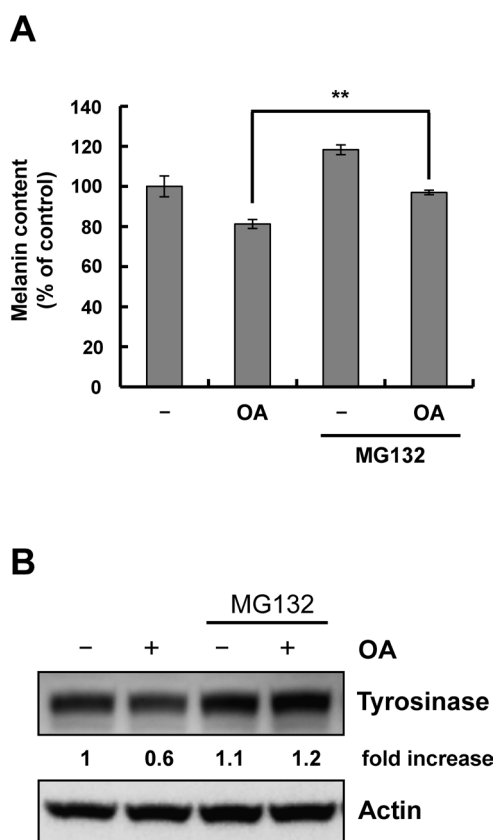 A
**
140
120
100
80
60
40
20
0
Melanin content
(% of control)
– OA – OA
MG132
B
MG132
– + – + OA
Tyrosinase
1 0.6 1.1 1.2 fold increase
Actin